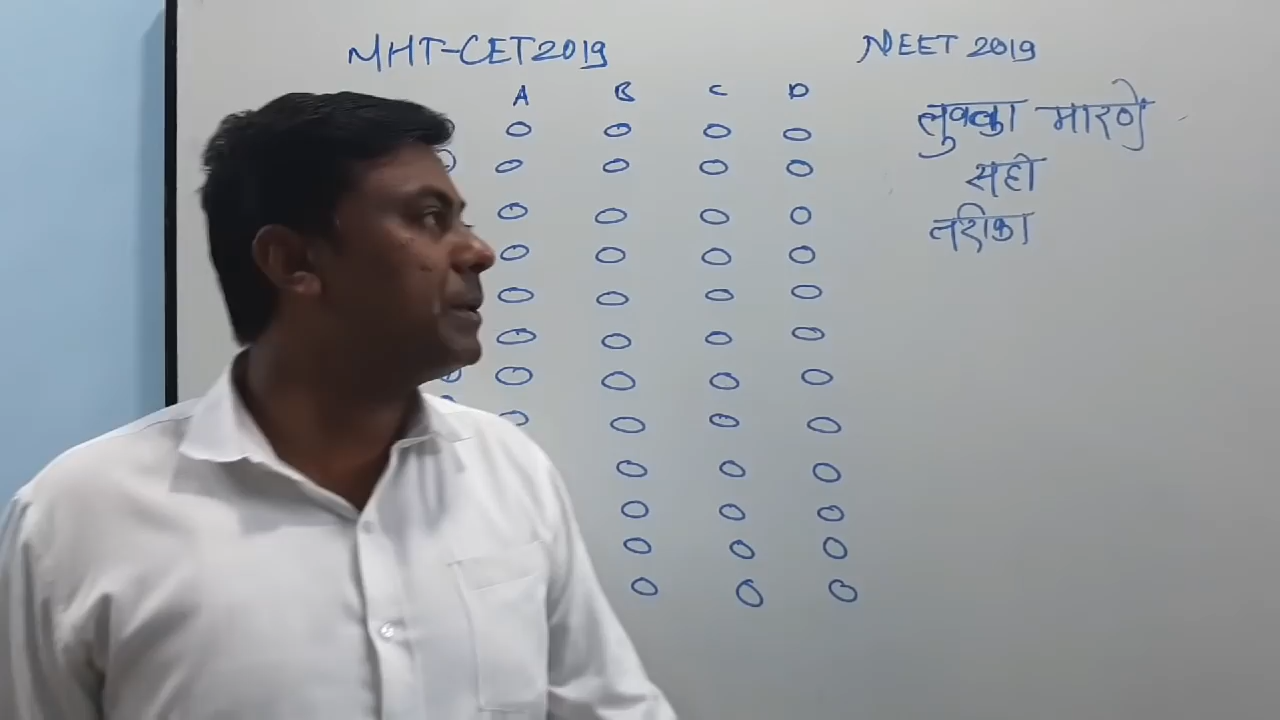 MHT-CET 2019
NEET 2019
A B C D
लुक्का मारणे
सही
तरीका